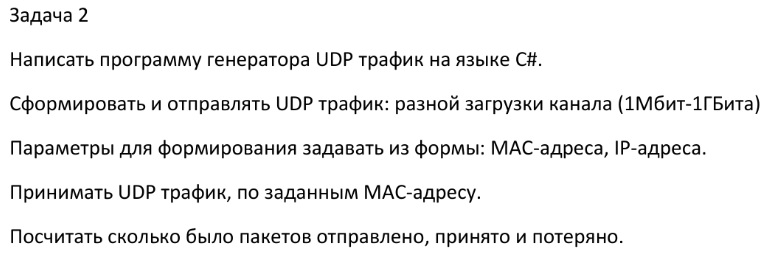 Задача 2
Написать программу генератора UDP трафик на языке C#.
Сформировать и отправлять UDP трафик: разной загрузки канала (1Мбит-1ГБита)
Параметры для формирования задавать из формы: MAC-адреса, IP-адреса.
Принимать UDP трафик, по заданным MAC-адресу.
Посчитать сколько было пакетов отправлено, принято и потеряно.